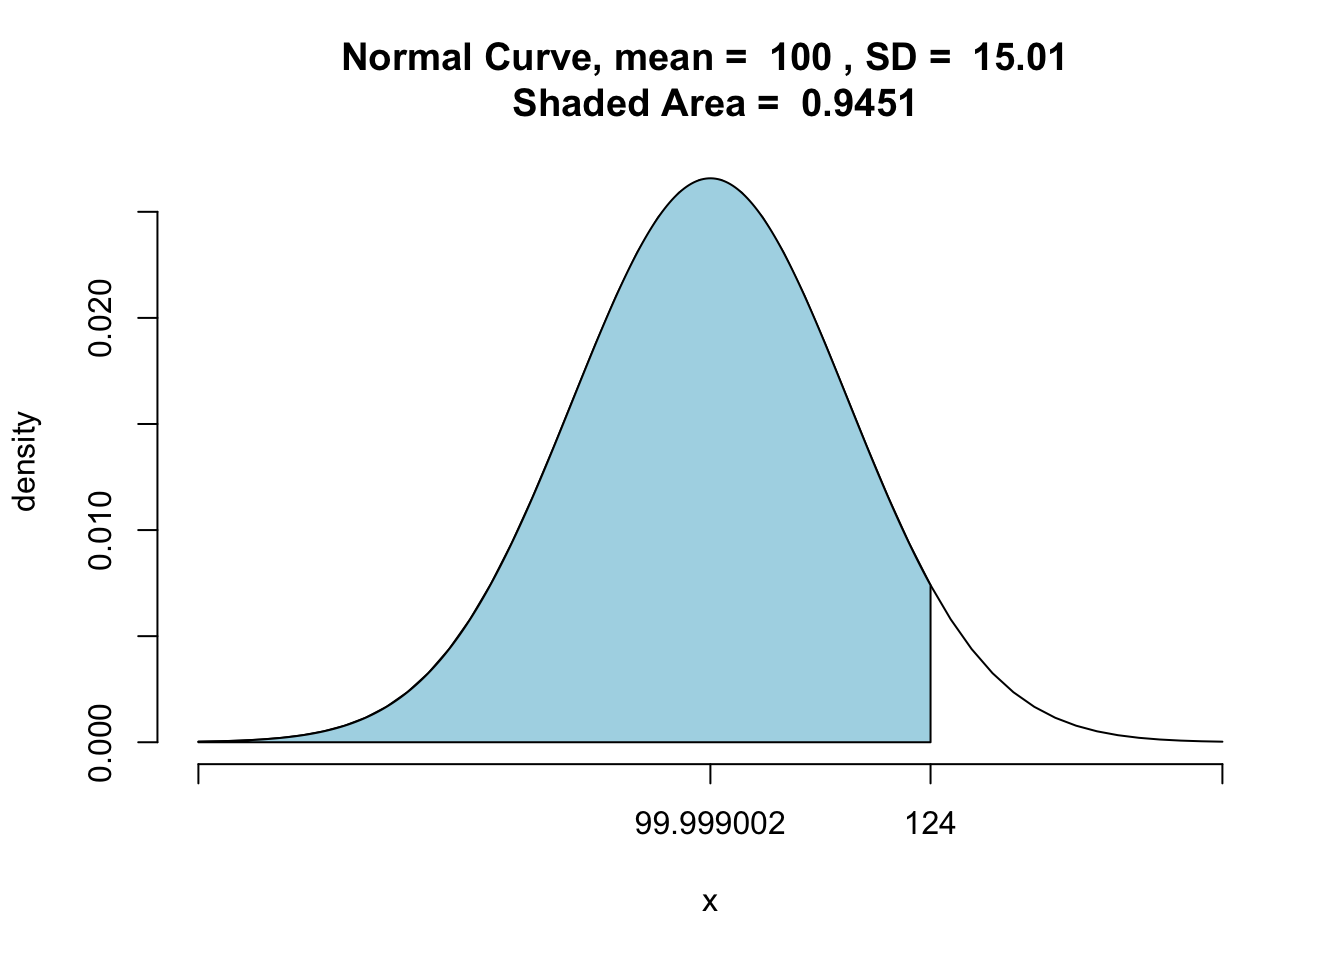 Normal Curve, mean =  100 , SD =  15.01
Shaded Area =  0.9451
density
0.020
0.010
0.000
99.999002
124
x